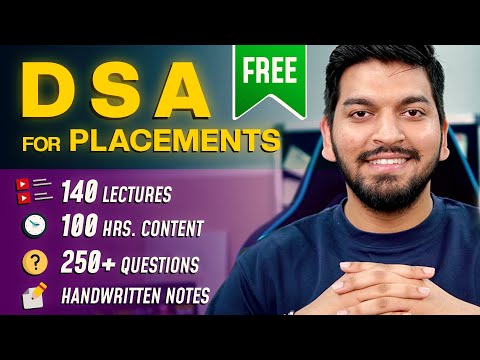 FREE
DSA
FOR PLACEMENTS
140 LECTURES
100 HRS. CONTENT
250+ QUESTIONS
HANDWRITTEN NOTES